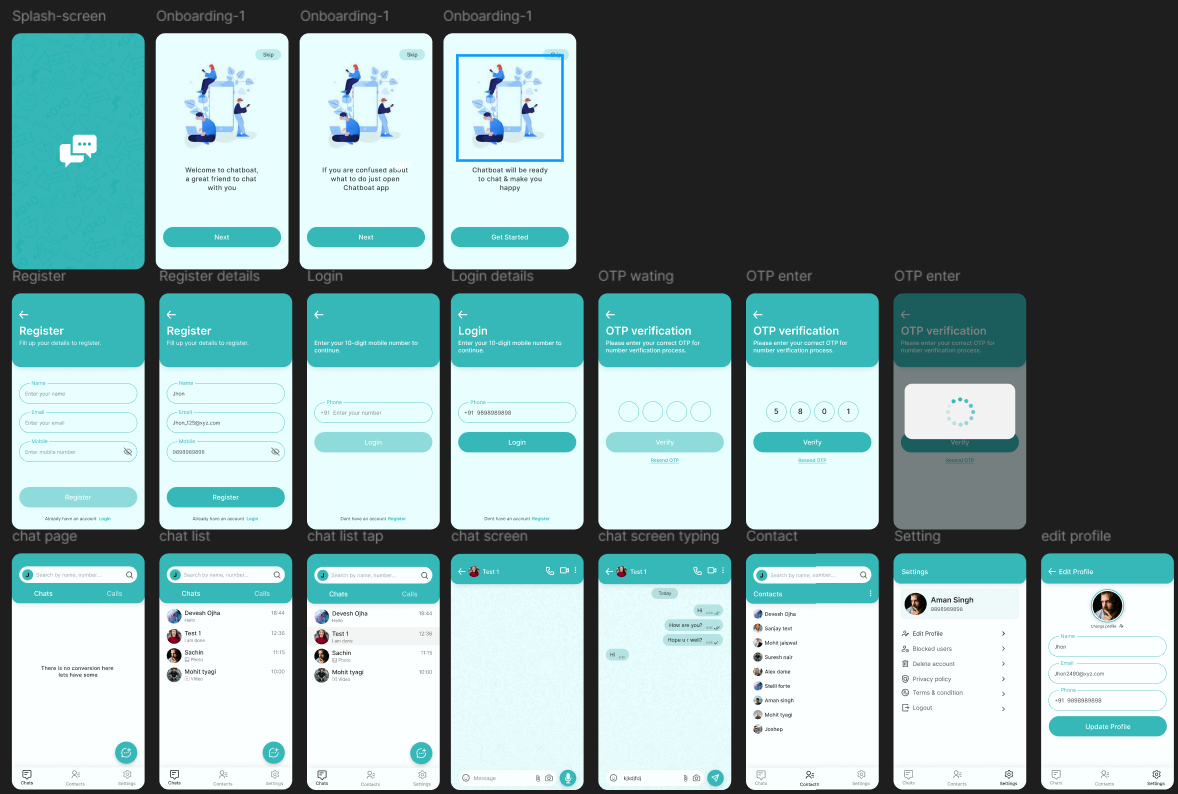 Splash-screen
Onboarding-1
Onboarding-1
Onboarding-1
Skip
Skip
Welcome to chatboat,
a great friend to chat
with you
If you are confused about
what to do just open
Chatboat app
Chatboat will be ready
to chat & make you
happy
Next
Next
Get Started
Register
Register details
Login
Login details
OTP wating
OTP enter
OTP enter
Register
Fill up your details to register.
Name
Enter your name
Email
Enter your email
Mobile
Enter mobile number
Register
Already have an account Login
Register
Fill up your details to register.
Name
Jhon
Email
Jhon_125@xyz.com
Mobile
9898989898
Register
Already have an account Login
Enter your 10-digit mobile number to
continue.
Phone
+91 Enter your number
Login
Dont have an account Register
Login
Enter your 10-digit mobile number to
continue.
Phone
+91 9898989898
Login
Dont have an account Register
OTP verification
Please enter your correct OTP for
number verification process.
Verify
Resend OTP
OTP verification
Please enter your correct OTP for
number verification process.
5 8 0 1
Verify
Resend OTP
OTP verification
Please enter your correct OTP for
number verification process.
Verify
Resend OTP
chat page
chat list
chat list tap
chat screen
chat screen typing
Contact
Setting
edit profile
J
Search by name, number...
Chats
Calls
There is no conversion here
lets have some
Chats
Contacts
Settings
J
Search by name, number...
Chats
Calls
Devesh Ojha
18:44
Hello
Test 1
12:36
I am done
Sachin
11:15
Photo
Mohit tyagi
10:00
Video
Chats
Contacts
Settings
J
Search by name, number...
Chats
Calls
Devesh Ojha
18:44
Hello
Test 1
12:36
I am done
Sachin
11:15
Photo
Mohit tyagi
10:00
Video
Chats
Contacts
Settings
Test 1
Message
Test 1
Today
Hi
How are you?
Hope u r well?
Hi
kjkdjfdj
J
Search by name, number...
Contacts
Devesh Ojha
Sanjay text
Mohit jaiswal
Suresh nair
Alex danie
Stelli forte
Aman singh
Mohit tyagi
Joshep
Chats
Contacts
Settings
Settings
Aman Singh
9898989898
Edit Profile
Blocked users
Delete account
Privacy policy
Terms & condition
Logout
Chats
Contacts
Settings
Edit Profile
Change profile
Name
Jhon
Email
Jhon2490@xyz.com
Phone
+91 9898989898
Update Profile
Chats
Contacts
Settings